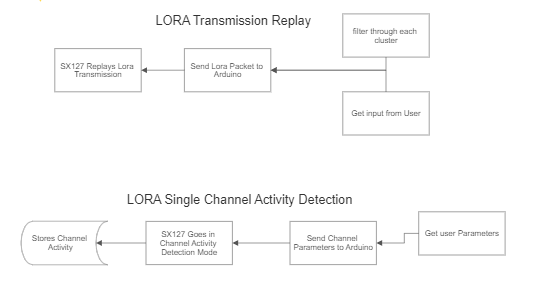 LORA Transmission Replay
filter through each
cluster
SX127 Replays Lora
Transmission
Send Lora Packet to
Arduino
Get input from User
LORA Single Channel Activity Detection
Stores Channel
Activity
SX127 Goes in
Channel Activity
Detection Mode
Send Channel
Parameters to Arduino
Get user Parameters